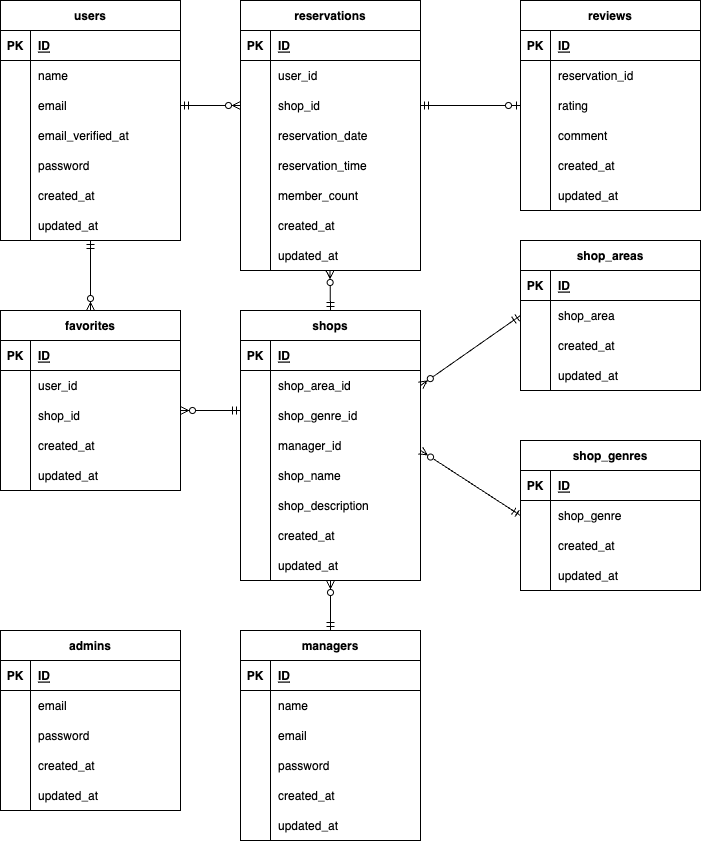 users
PK ID
name
email
email_verified_at
password
created_at
updated_at
reservations
PK ID
user_id
shop_id
reservation_date
reservation_time
member_count
created_at
updated_at
reviews
PK ID
reservation_id
rating
comment
created_at
updated_at
favorites
PK ID
user_id
shop_id
created_at
updated_at
shops
PK ID
shop_area_id
shop_genre_id
manager_id
shop_name
shop_description
created_at
updated_at
shop_areas
PK ID
shop_area
created_at
updated_at
shop_genres
PK ID
shop_genre
created_at
updated_at
admins
PK ID
email
password
created_at
updated_at
managers
PK ID
name
email
password
created_at
updated_at